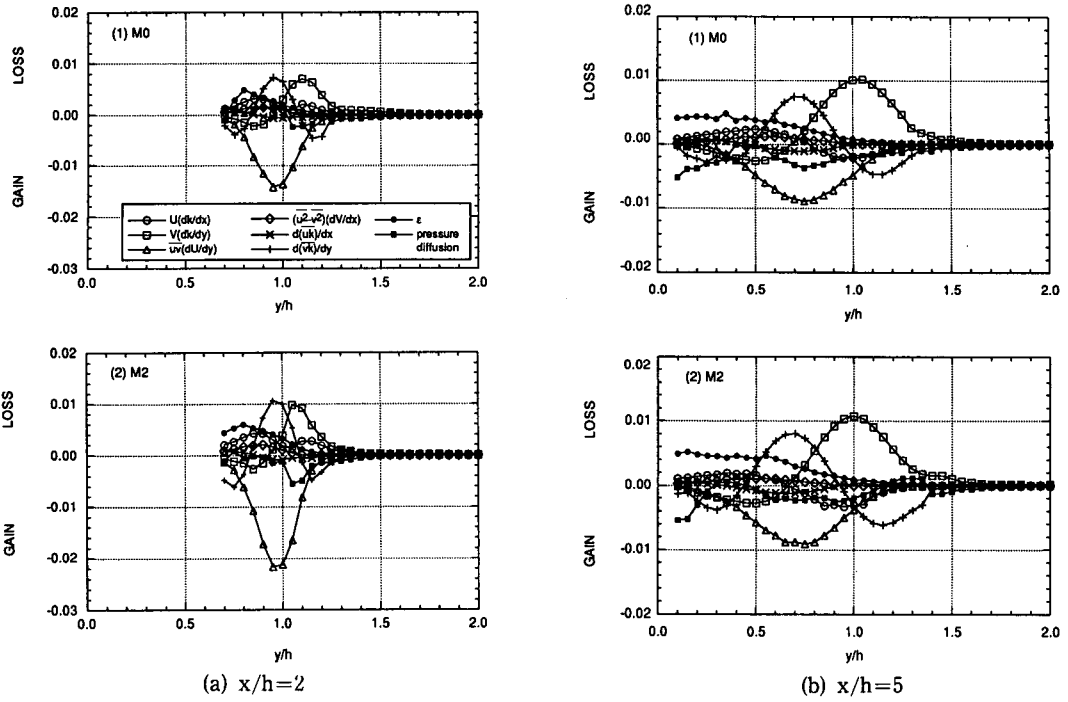 (1) M0
LOSS
GAIN
0.02
0.01
0.00
-0.01
-0.02
-0.03
U(dk/dx)
V(dk/dy)
uv(dU/dy)
(u²-v²)(dV/dx)
d(uk)/dx
d(vk)/dy
ε
pressure
diffusion
0.0 0.5 1.0 1.5 2.0
y/h
(2) M2
LOSS
GAIN
0.02
0.01
0.00
-0.01
-0.02
-0.03
0.0 0.5 1.0 1.5 2.0
y/h
(a) x/h=2
(1) M0
LOSS
GAIN
0.02
0.01
0.00
-0.01
-0.02
0.0 0.5 1.0 1.5 2.0
y/h
(2) M2
LOSS
GAIN
0.02
0.01
0.00
-0.01
-0.02
0.0 0.5 1.0 1.5 2.0
y/h
(b) x/h=5